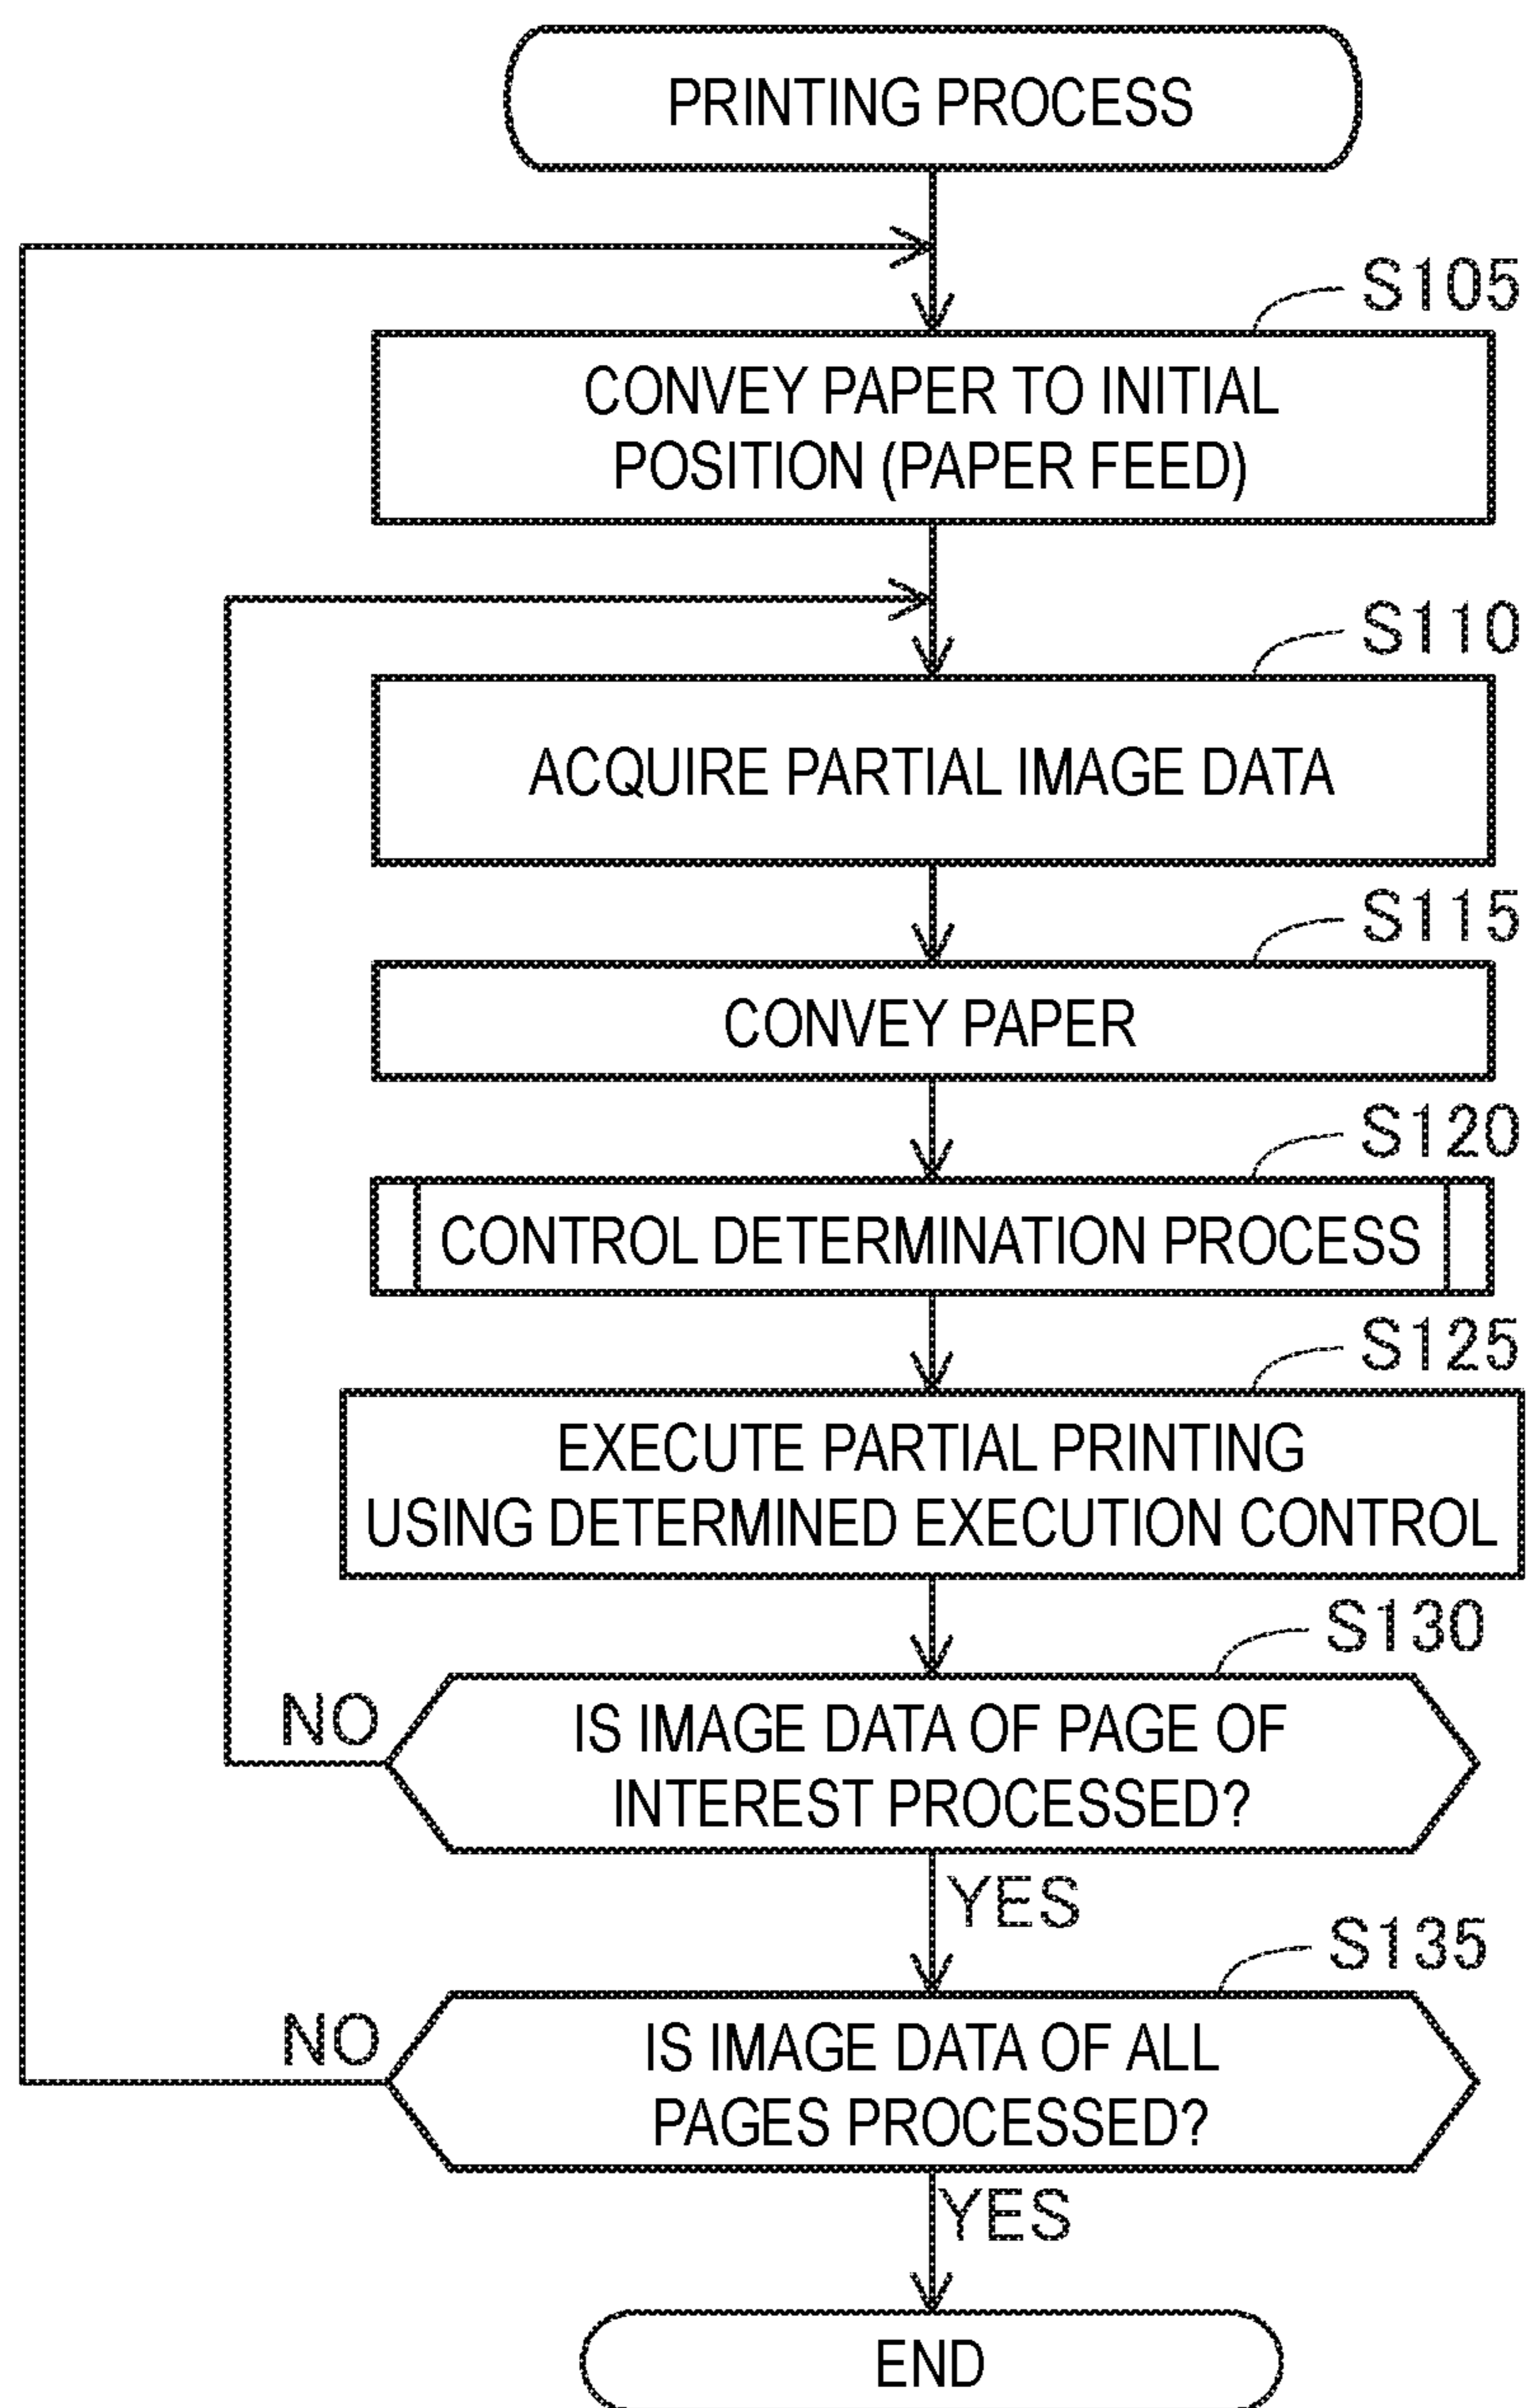 PRINTING PROCESS
S105
CONVEY PAPER TO INITIAL
POSITION (PAPER FEED)
S110
ACQUIRE PARTIAL IMAGE DATA
S115
CONVEY PAPER
S120
CONTROL DETERMINATION PROCESS
S125
EXECUTE PARTIAL PRINTING
USING DETERMINED EXECUTION CONTROL
S130
NO
IS IMAGE DATA OF PAGE OF
INTEREST PROCESSED?
YES
S135
NO
IS IMAGE DATA OF ALL
PAGES PROCESSED?
YES
END